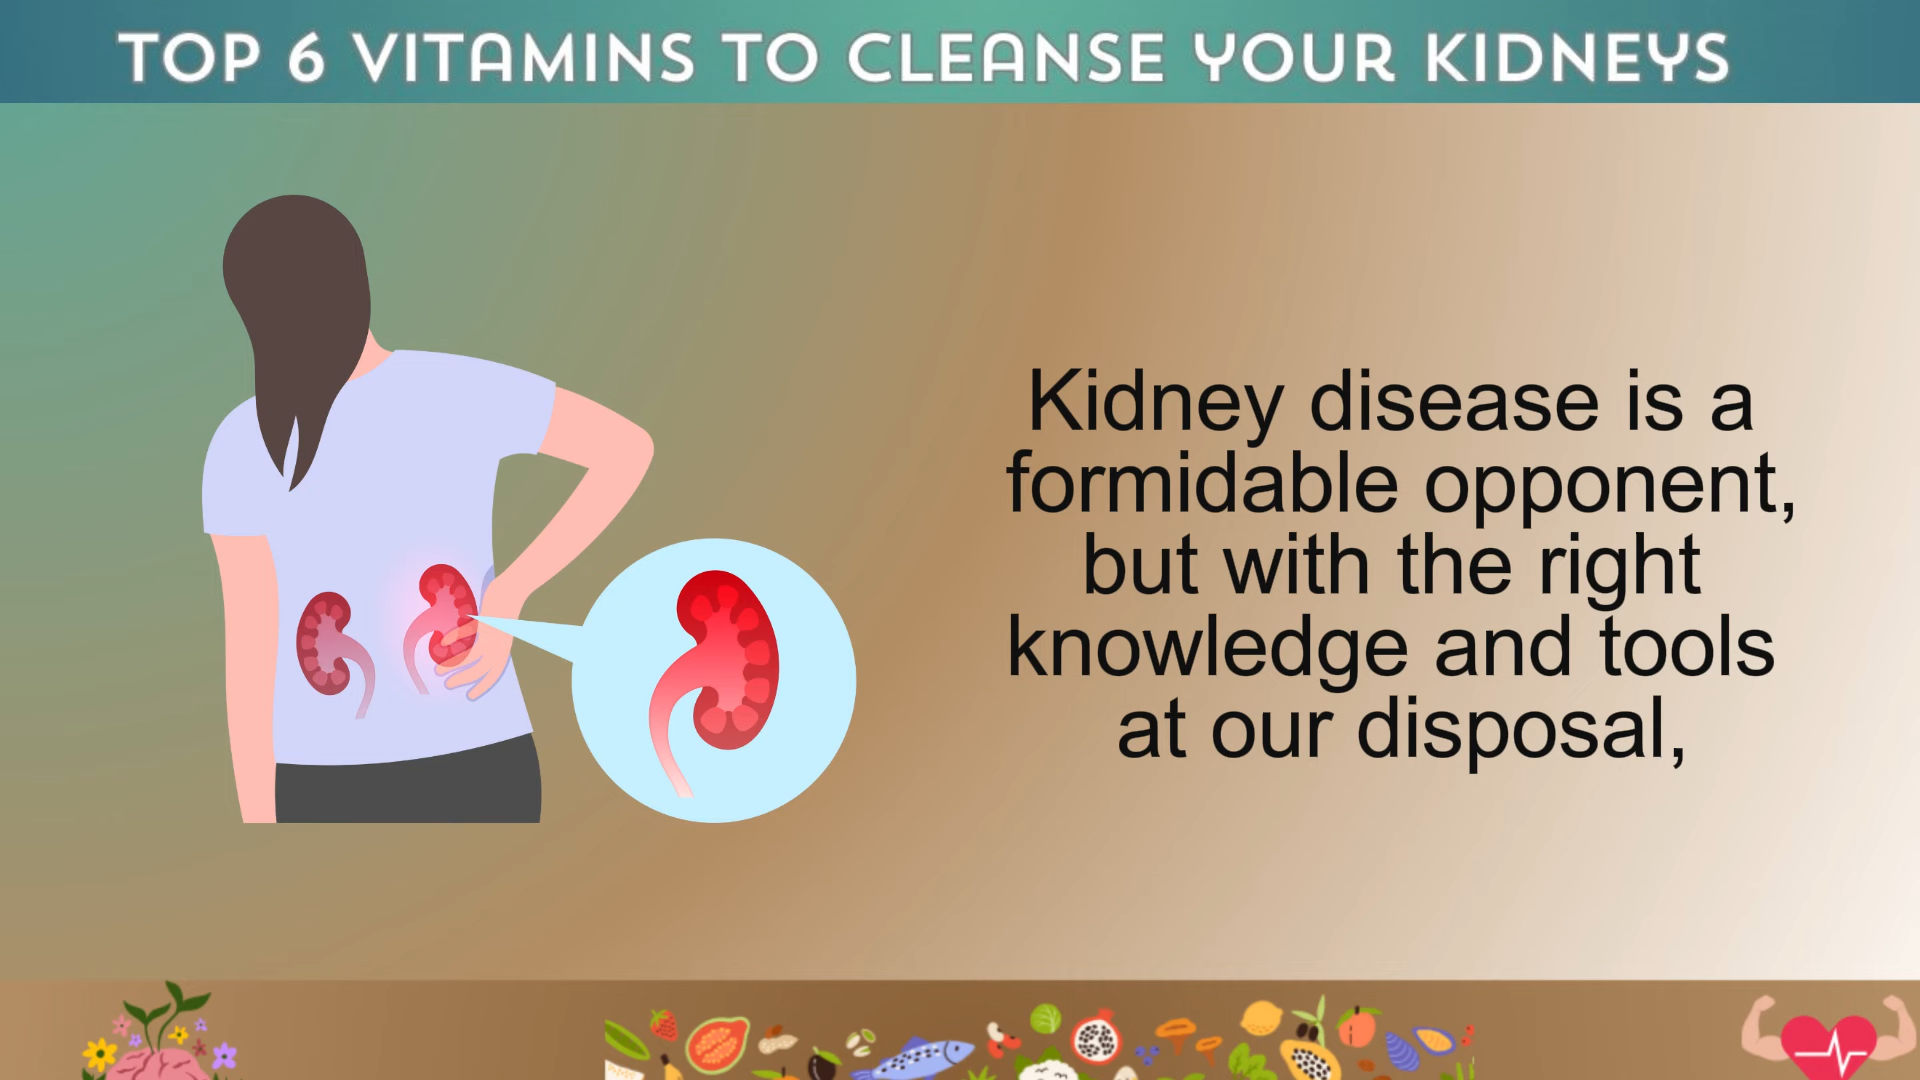 TOP 6 VITAMINS TO CLEANSE YOUR KIDNEYS
Kidney disease is a
formidable opponent,
but with the right
knowledge and tools
at our disposal,